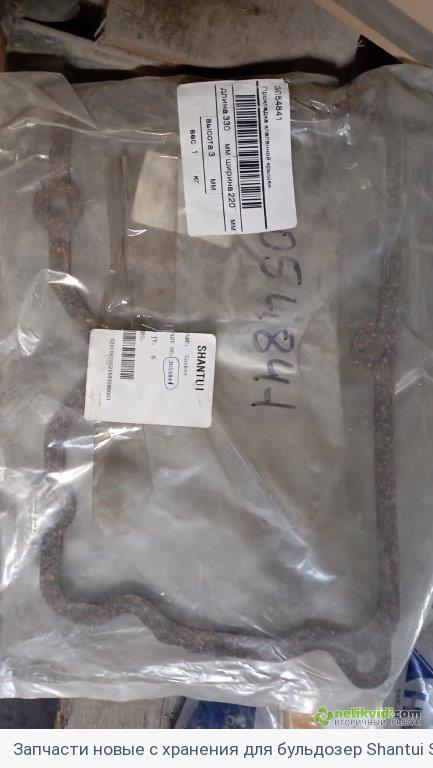 3054841
Прокладка клапанной крышки.
длина 330 мм ширина 220 мм
высота 3 мм
вес: 1 кг
054841
SHANTUI
Gasket
3054841
6
nelikvidi.com
ВТОРИЧНЫЙ РЫНОК
Запчасти новые с хранения для бульдозер Shantui S